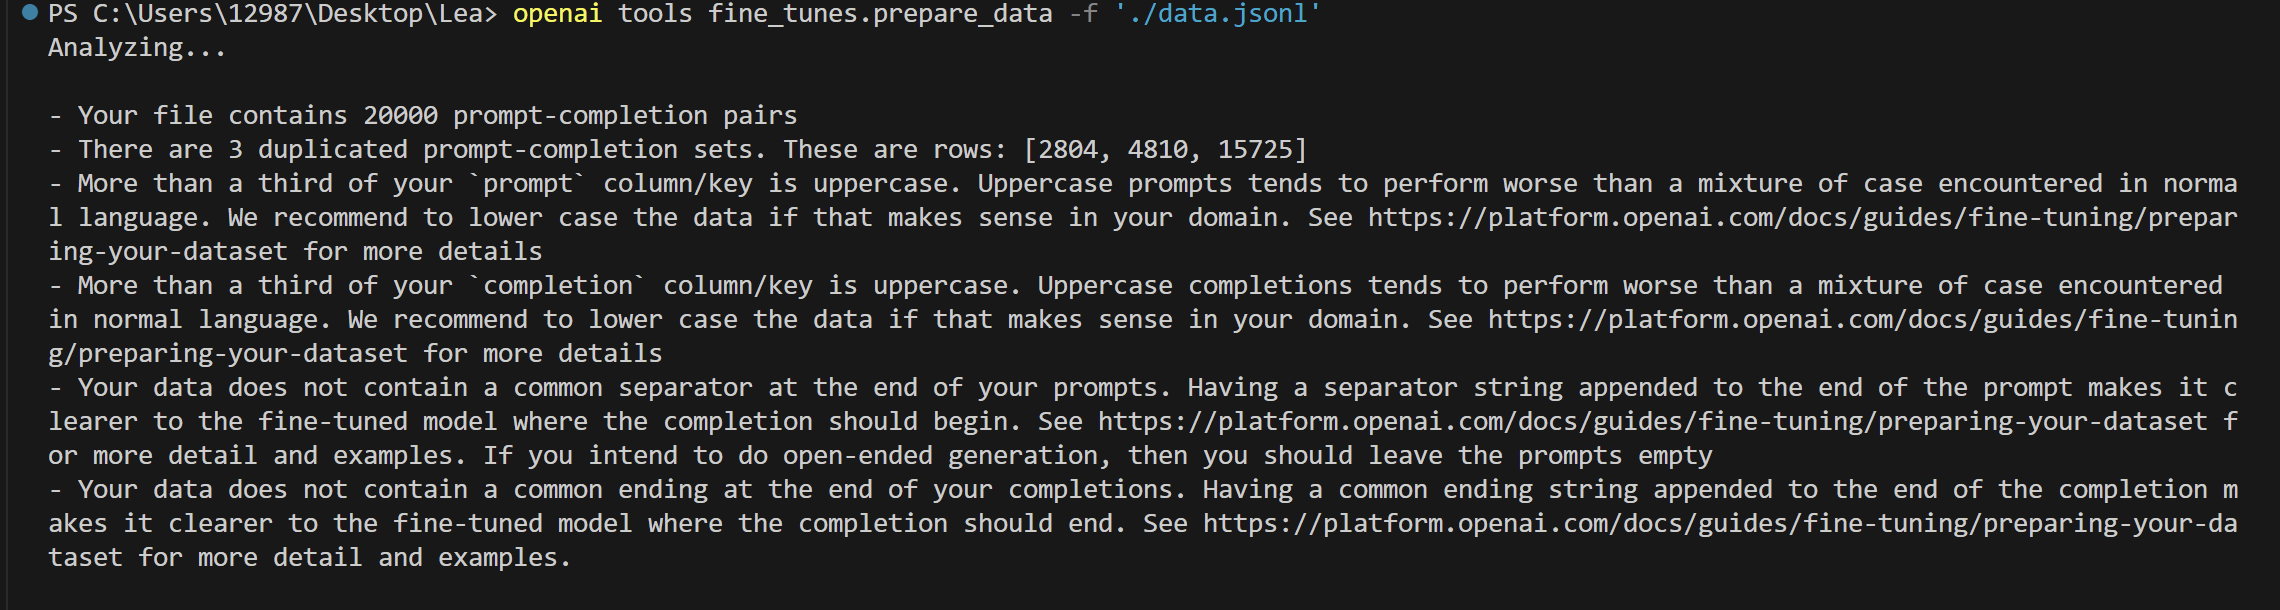 PS C:\Users\12987\Desktop\Lea> openai tools fine_tunes.prepare_data -f './data.jsonl'
Analyzing...
- Your file contains 20000 prompt-completion pairs
- There are 3 duplicated prompt-completion sets. These are rows: [2804, 4810, 15725]
- More than a third of your `prompt` column/key is uppercase. Uppercase prompts tends to perform worse than a mixture of case encountered in norma
l language. We recommend to lower case the data if that makes sense in your domain. See https://platform.openai.com/docs/guides/fine-tuning/prepar
ing-your-dataset for more details
- More than a third of your `completion` column/key is uppercase. Uppercase completions tends to perform worse than a mixture of case encountered
in normal language. We recommend to lower case the data if that makes sense in your domain. See https://platform.openai.com/docs/guides/fine-tunin
g/preparing-your-dataset for more details
- Your data does not contain a common separator at the end of your prompts. Having a separator string appended to the end of the prompt makes it c
learer to the fine-tuned model where the completion should begin. See https://platform.openai.com/docs/guides/fine-tuning/preparing-your-dataset f
or more detail and examples. If you intend to do open-ended generation, then you should leave the prompts empty
- Your data does not contain a common ending at the end of your completions. Having a common ending string appended to the end of the completion m
akes it clearer to the fine-tuned model where the completion should end. See https://platform.openai.com/docs/guides/fine-tuning/preparing-your-da
taset for more detail and examples.